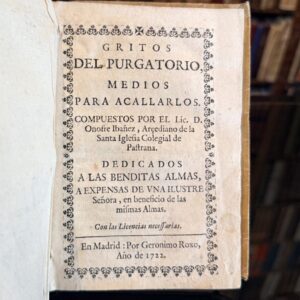 GRITOS
DEL PURGATORIO,
MEDIOS
PARA ACALLARLOS.
COMPUESTOS POR EL Lic. D.
Onofre Ibañez, Arçediano de la
Santa Iglesia Colegial de
Pastrana.
DEDICADOS
A LAS BENDITAS ALMAS,
A EXPENSAS DE VNA ILUSTRE
Señora, en beneficio de las
mismas Almas.
Con las Licencias necessarias.
En Madrid: Por Geronimo Roxo,
Año de 1722.